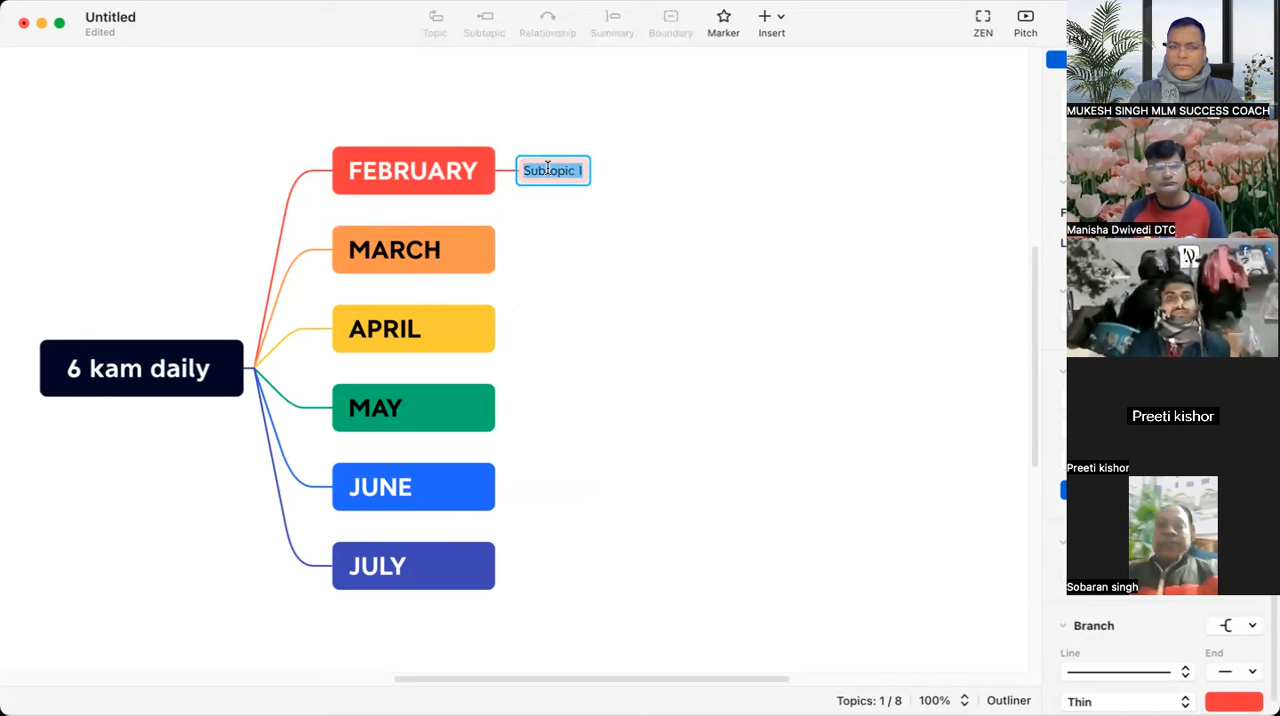 Untitled
Edited
Topic
Subtopic
Relationship
Summary
Boundary
Marker
Insert
ZEN
Pitch
FEBRUARY
Subtopic 1
MARCH
APRIL
6 kam daily
MAY
JUNE
JULY
MUKESH SINGH MLM SUCCESS COACH
Manisha Dwivedi DTC
Preeti kishor
Preeti kishor
Sobaran singh
Branch
Line
End
Thin
Topics: 1 / 8
100%
Outliner